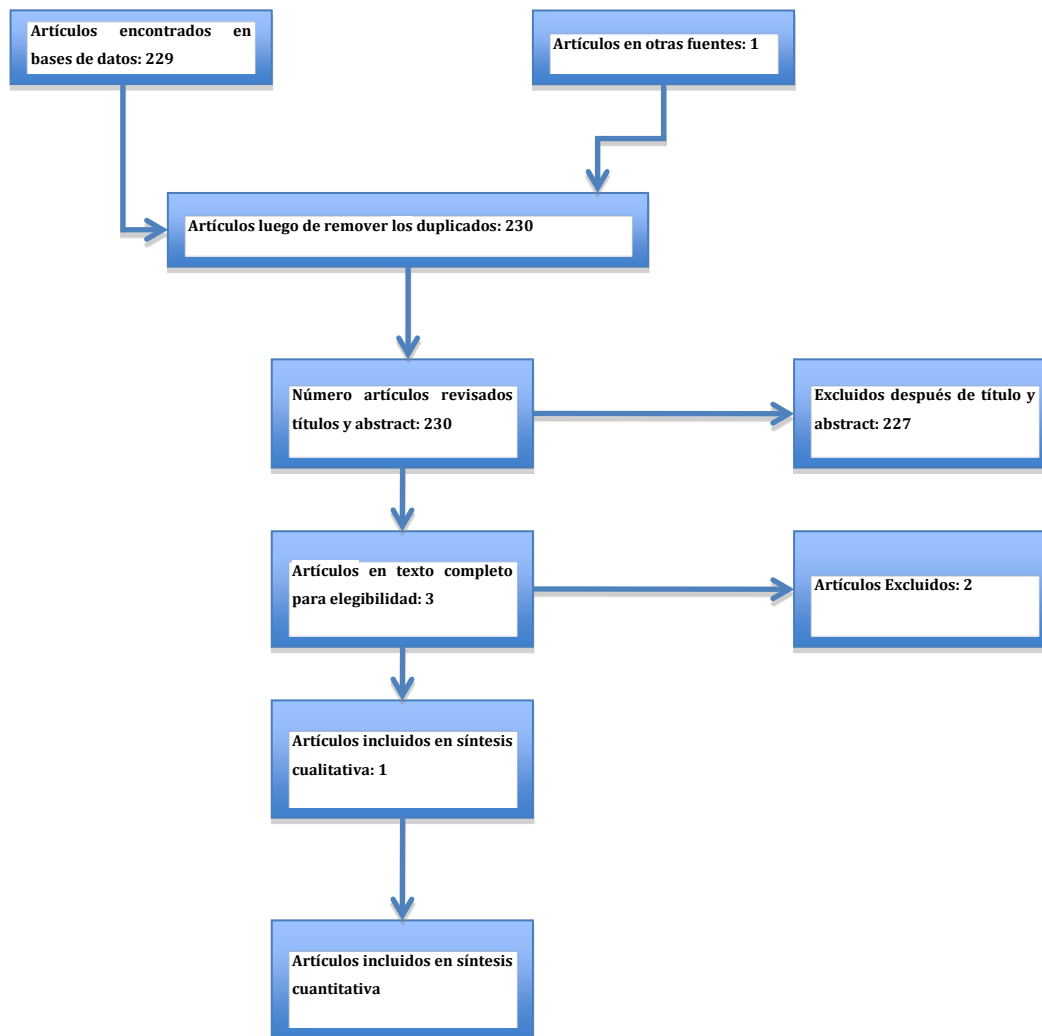 Artículos encontrados en
bases de datos: 229
Artículos en otras fuentes: 1
Artículos luego de remover los duplicados: 230
Número artículos revisados
títulos y abstract: 230
Excluidos después de título y
abstract: 227
Artículos en texto completo
para elegibilidad: 3
Artículos Excluidos: 2
Artículos incluidos en síntesis
cualitativa: 1
Artículos incluidos en síntesis
cuantitativa